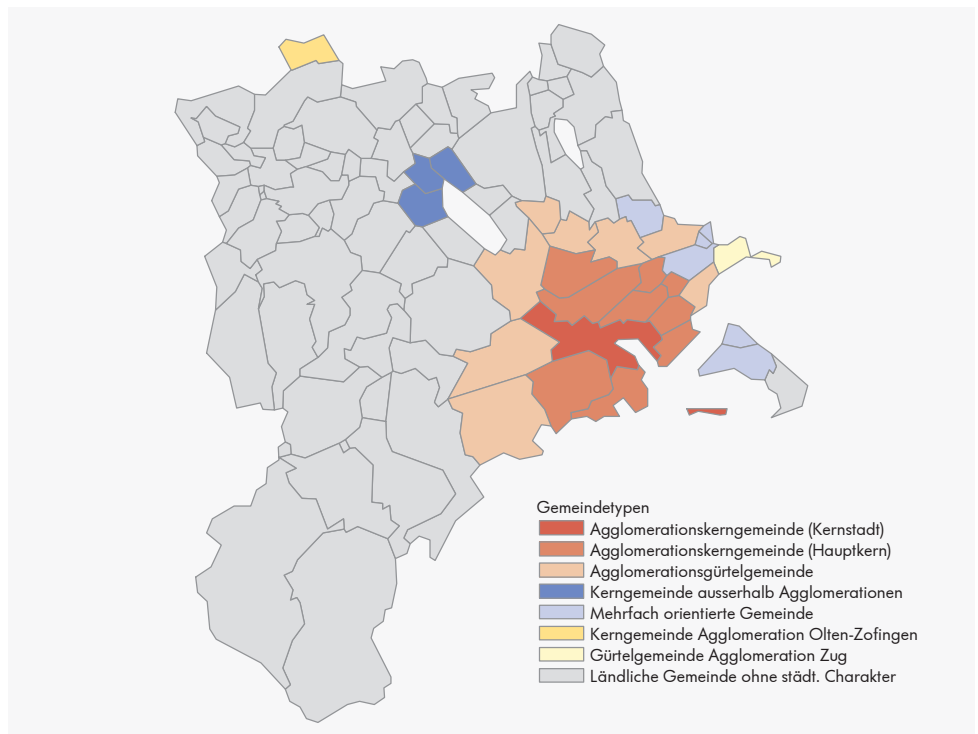 Gemeindetypen
Agglomerationskerngemeinde (Kernstadt)
Agglomerationskerngemeinde (Hauptkern)
Agglomerationsgürtelgemeinde
Kerngemeinde ausserhalb Agglomerationen
Mehrfach orientierte Gemeinde
Kerngemeinde Agglomeration Olten-Zofingen
Gürtelgemeinde Agglomeration Zug
Ländliche Gemeinde ohne städt. Charakter